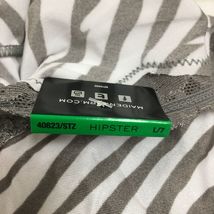 MAIDENFORM.COM
40823/STZ HIPSTER L/7